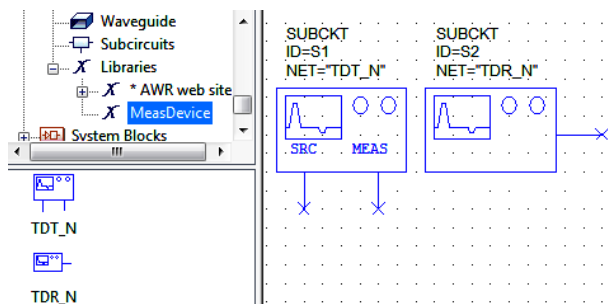 Waveguide
Subcircuits
Libraries
* AWR web site
MeasDevice
System Blocks
TDT_N
TDR_N
SUBCKT
ID=S1
NET="TDT_N"
SRC MEAS
SUBCKT
ID=S2
NET="TDR_N"